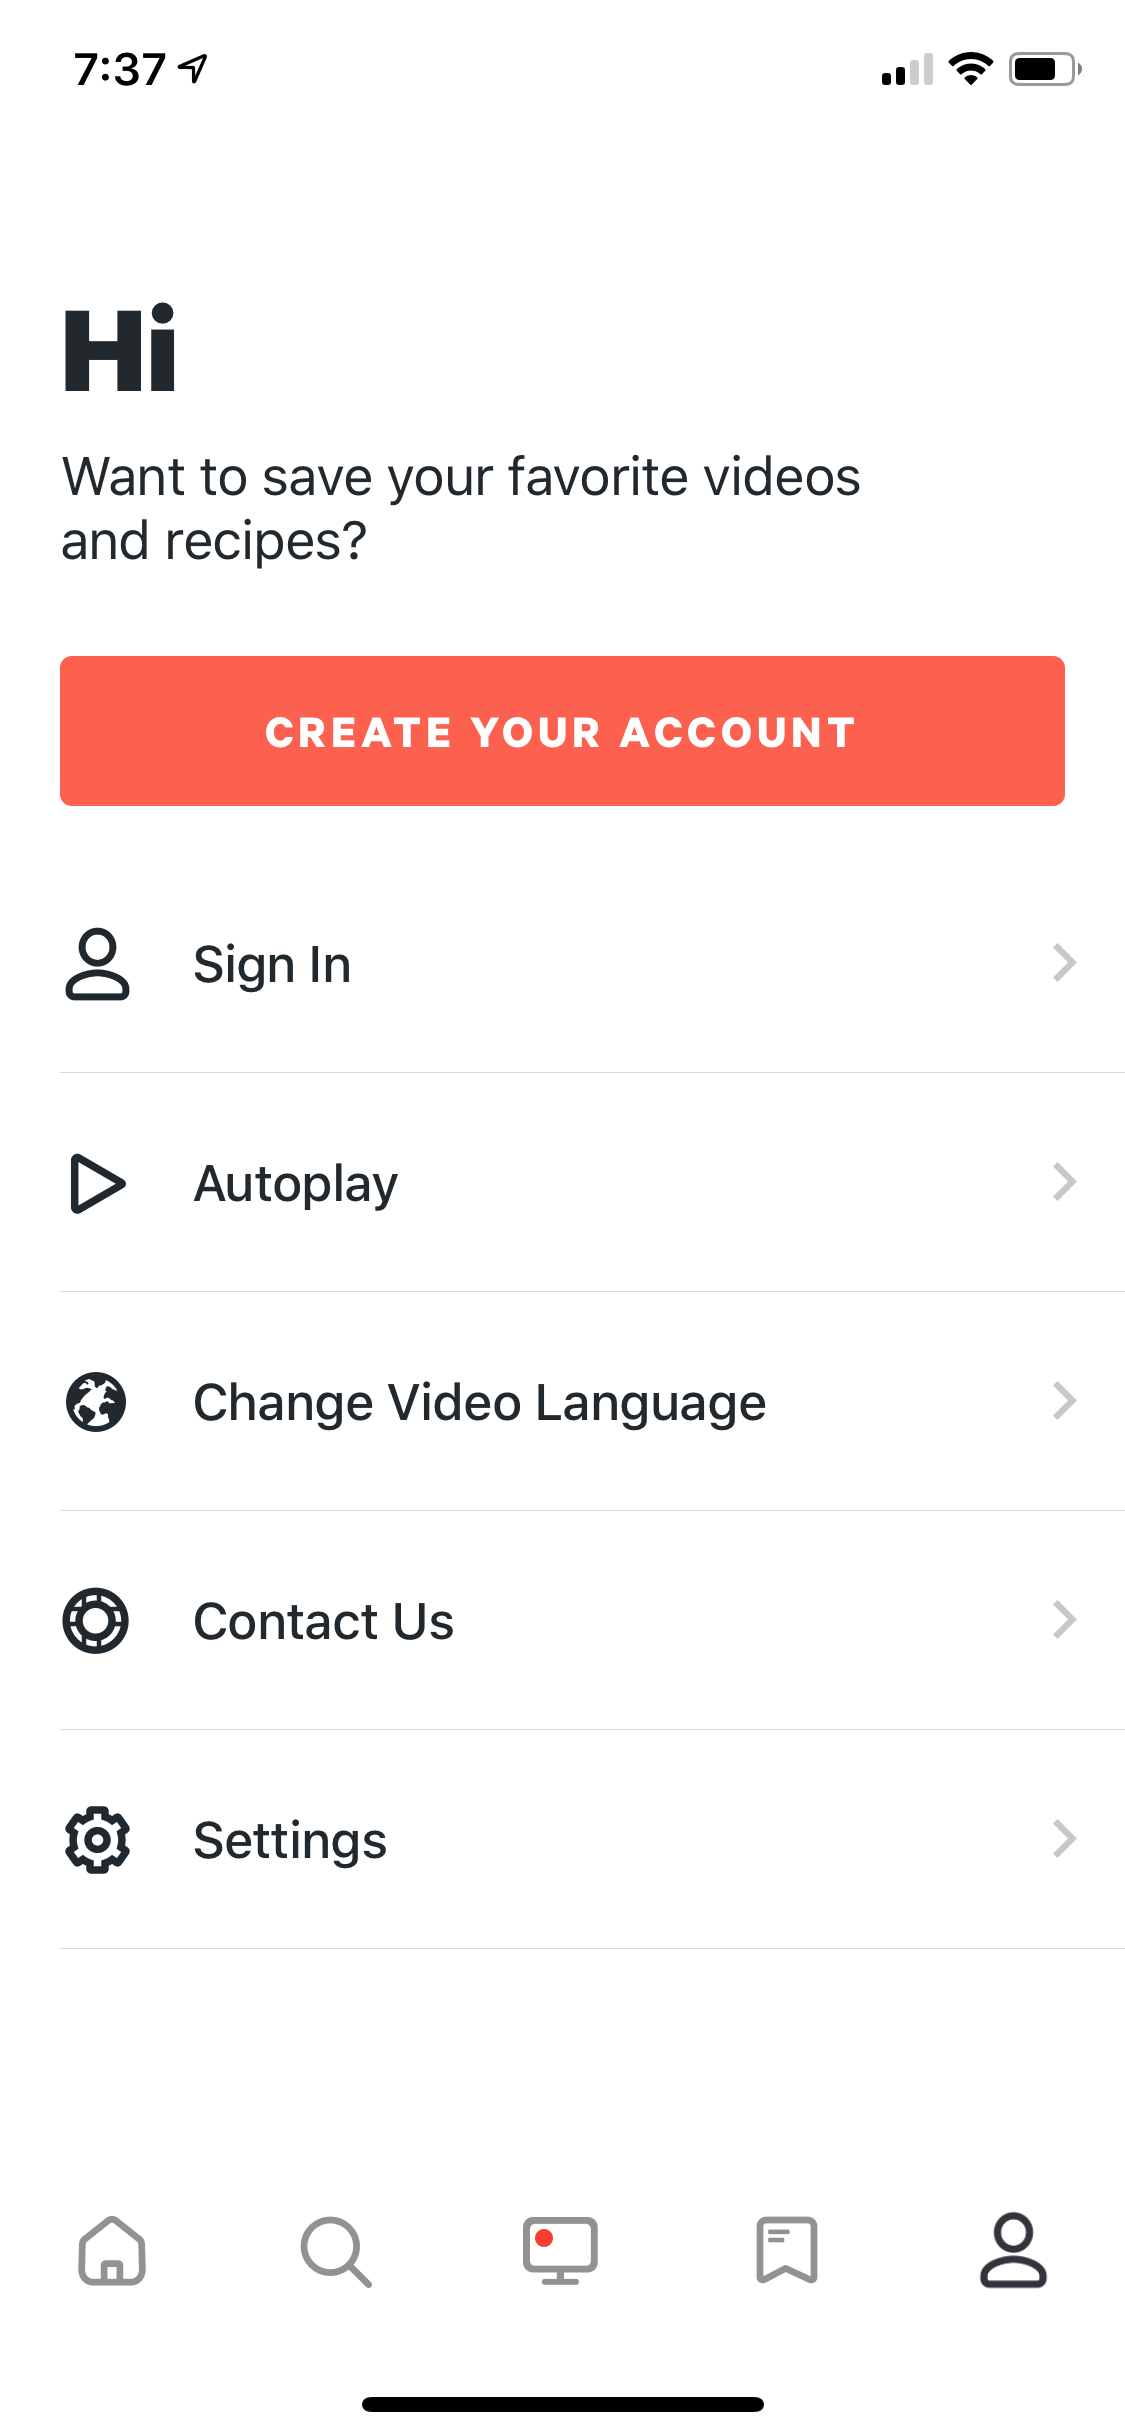 7:37
Hi
Want to save your favorite videos
and recipes?
CREATE YOUR ACCOUNT
Sign In
Autoplay
Change Video Language
Contact Us
Settings